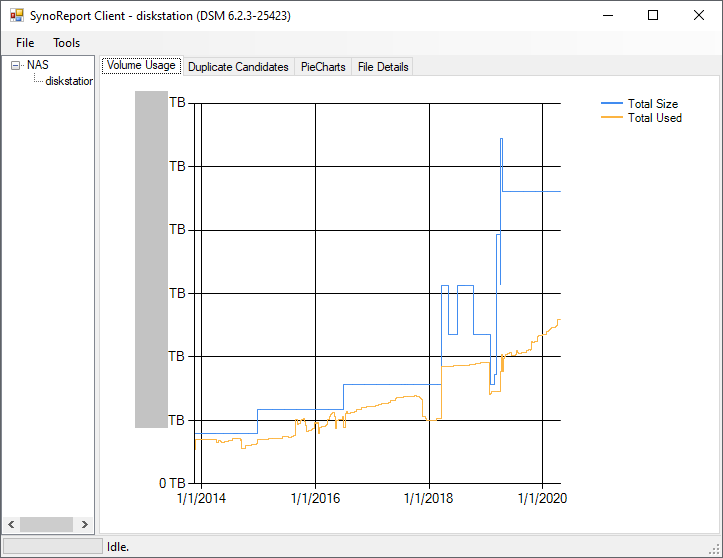 SynoReport Client - diskstation (DSM 6.2.3-25423)
File Tools
NAS
diskstation
Volume Usage Duplicate Candidates PieCharts File Details
TB
TB
TB
TB
TB
TB
0 TB
1/1/2014 1/1/2016 1/1/2018 1/1/2020
Total Size
Total Used
Idle.